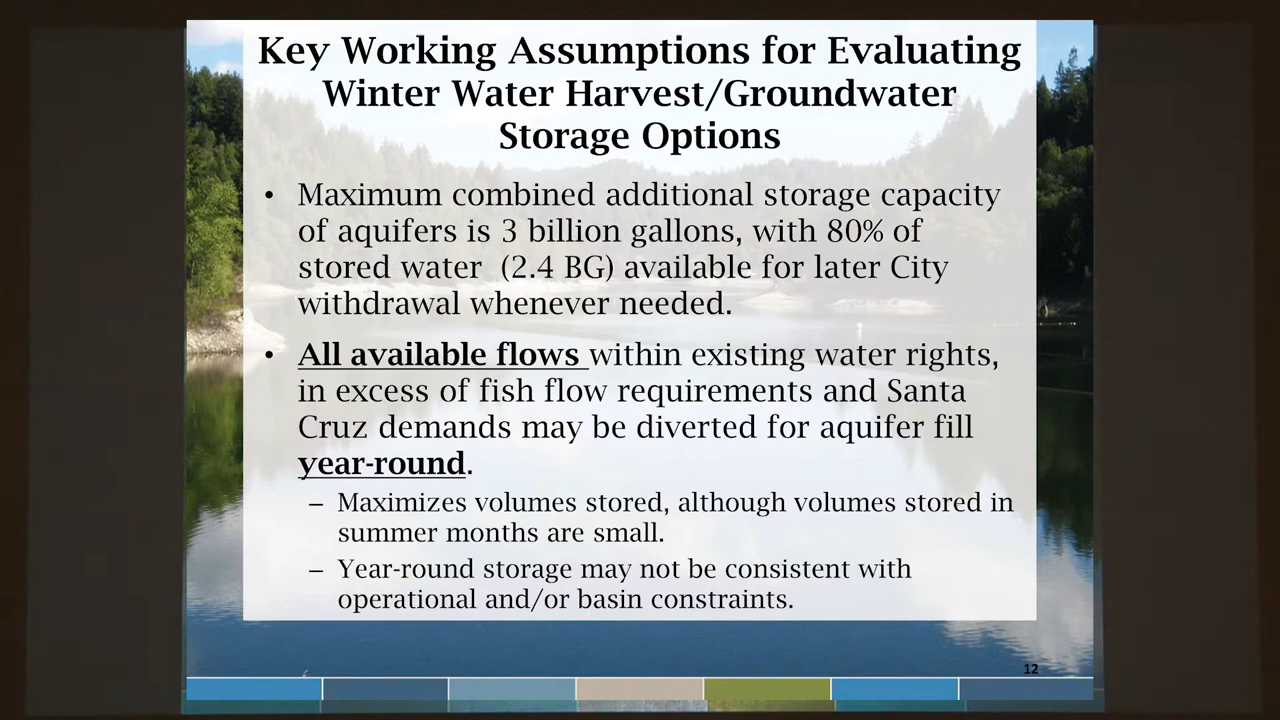 Key Working Assumptions for Evaluating
Winter Water Harvest/Groundwater
Storage Options
• Maximum combined additional storage capacity
of aquifers is 3 billion gallons, with 80% of
stored water (2.4 BG) available for later City
withdrawal whenever needed.
• All available flows within existing water rights,
in excess of fish flow requirements and Santa
Cruz demands may be diverted for aquifer fill
year-round.
– Maximizes volumes stored, although volumes stored in
summer months are small.
– Year-round storage may not be consistent with
operational and/or basin constraints.
12